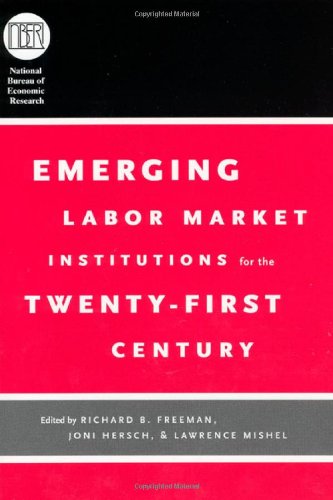 NBER
National
Bureau of
Economic
Research
EMERGING
LABOR MARKET
INSTITUTIONS for the
TWENTY-FIRST
CENTURY
Edited by RICHARD B. FREEMAN,
JONI HERSCH, & LAWRENCE MISHEL